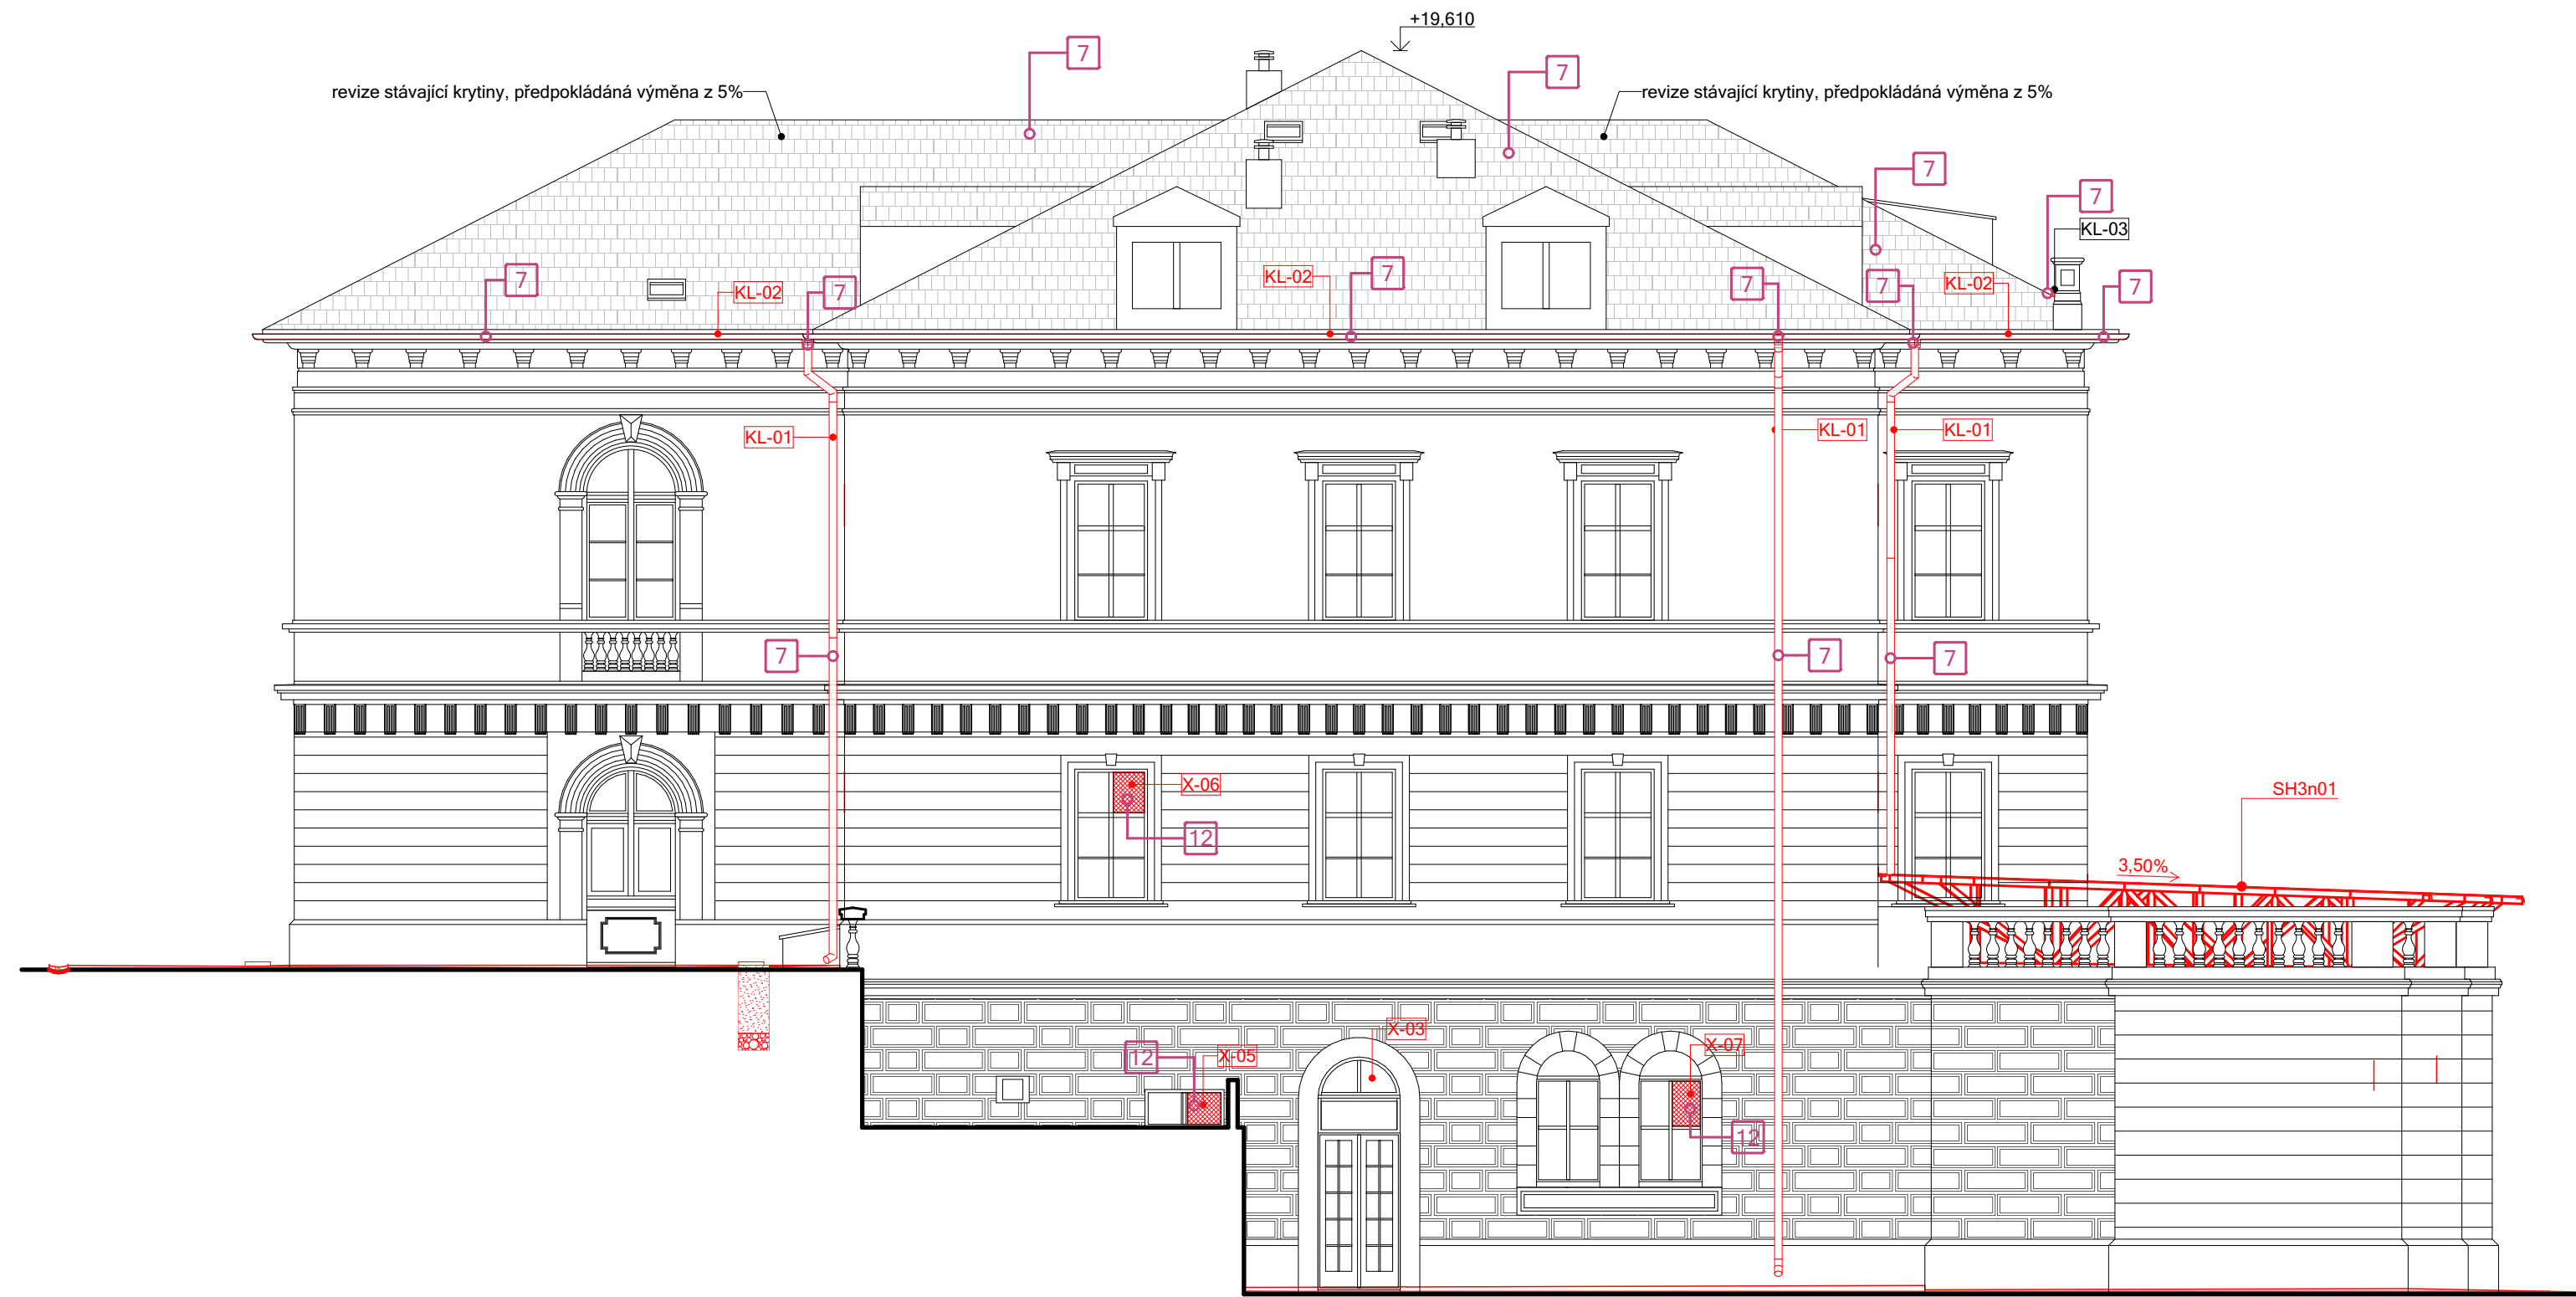 +19,610
7
7
revize stávající krytiny, předpokládáná výměna z 5%
revize stávající krytiny, předpokládáná výměna z 5%
7
7
KL-03
7
KL-02
7
KL-02
7
7
7
KL-02
7
KL-01
KL-01
KL-01
7
7
7
X-06
12
SH3n01
3,50%
X-03
12
X-05
X-07
12